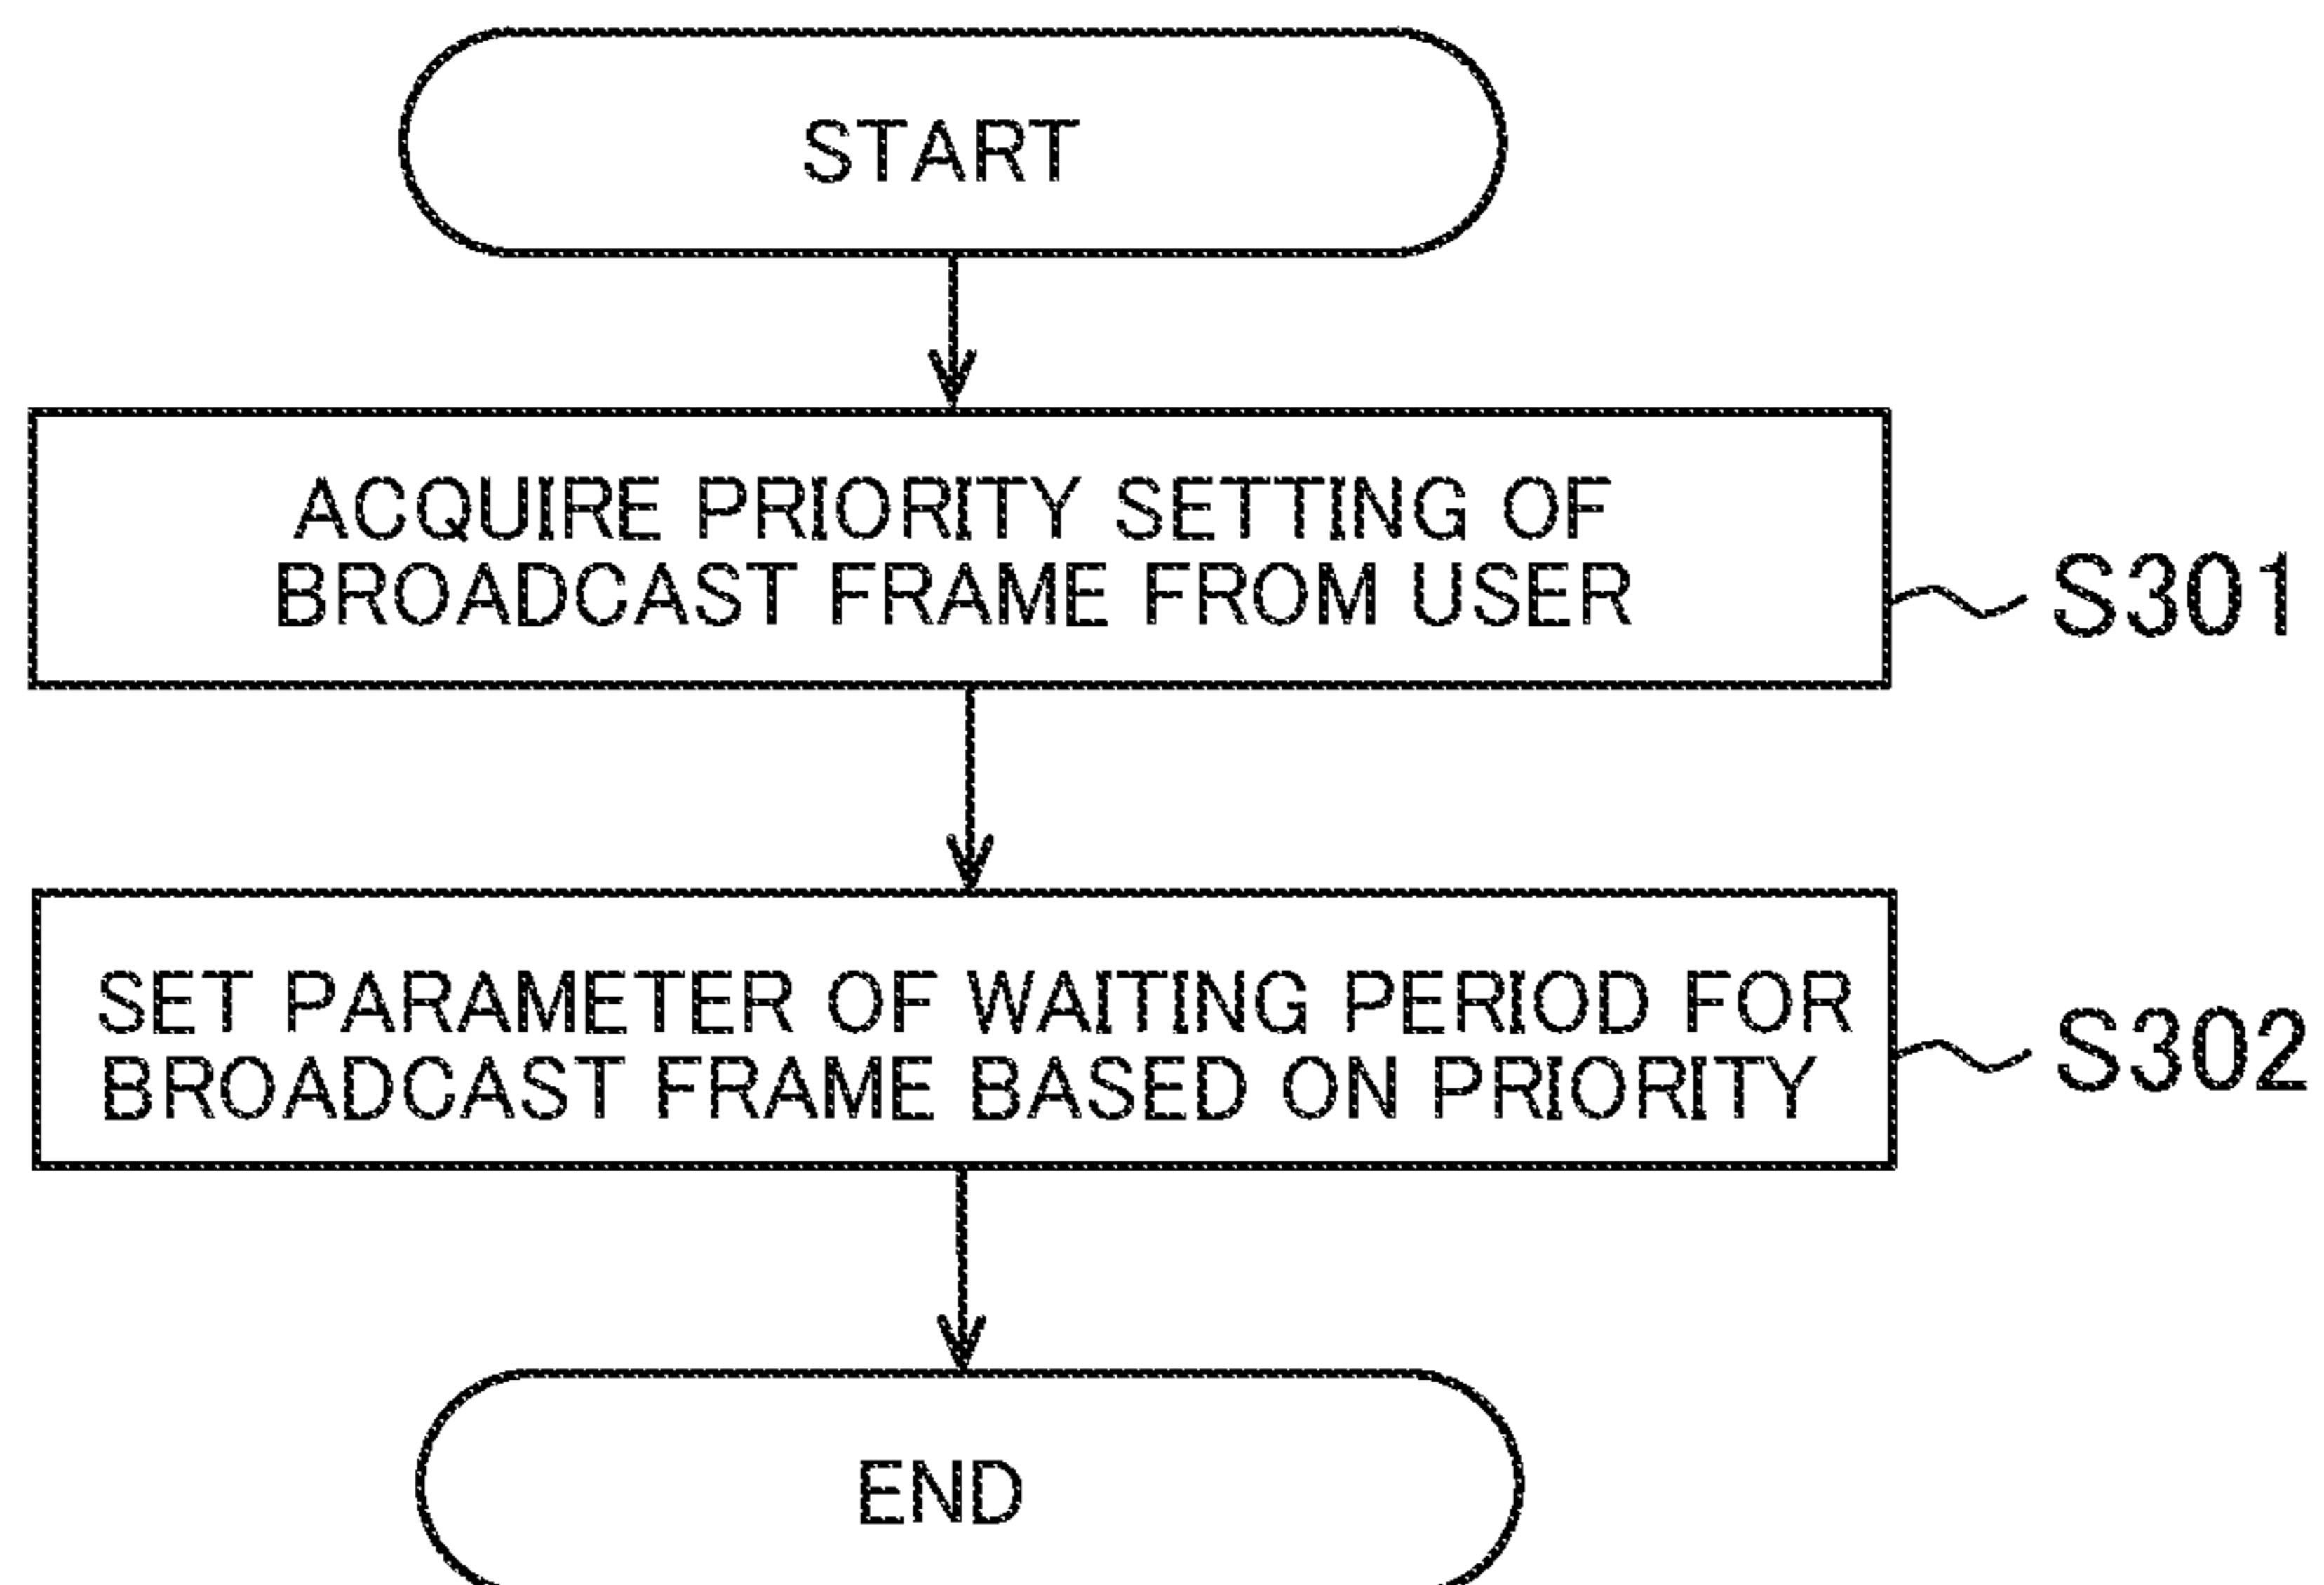 START
ACQUIRE PRIORITY SETTING OF
BROADCAST FRAME FROM USER
S301
SET PARAMETER OF WAITING PERIOD FOR
BROADCAST FRAME BASED ON PRIORITY
S302
END